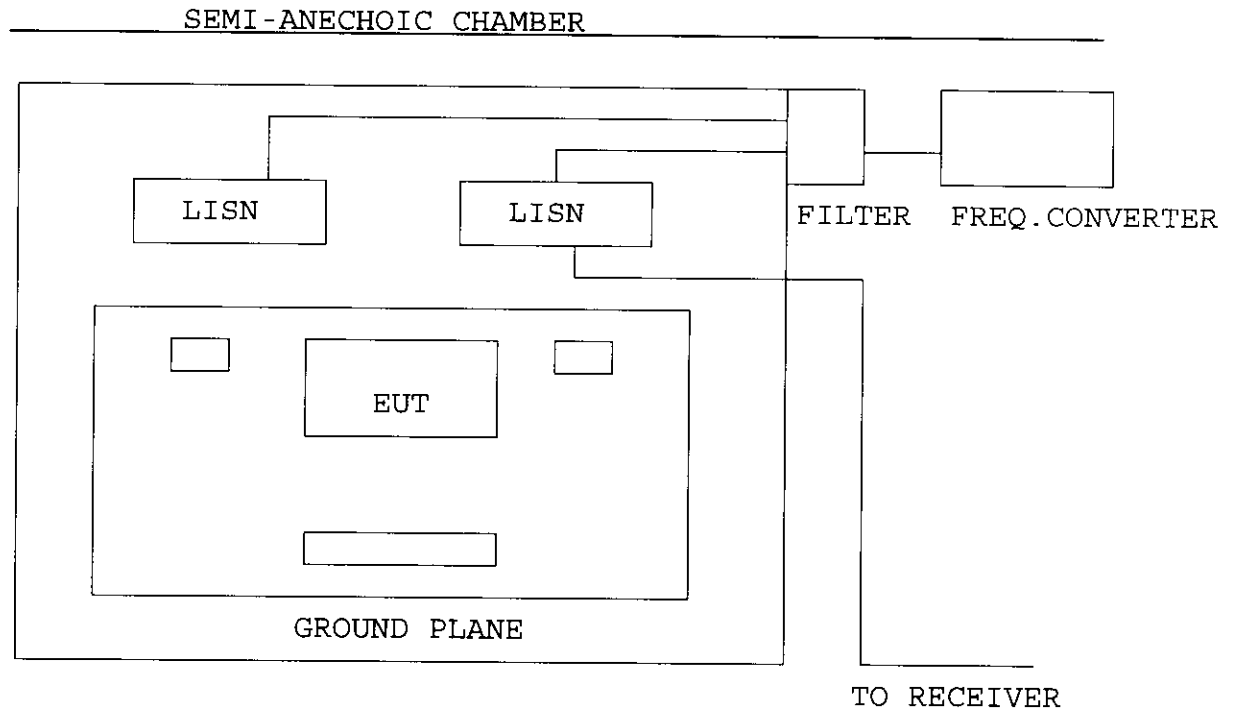 SEMI-ANECHOIC CHAMBER
LISN
LISN
FILTER
FREQ.CONVERTER
EUT
GROUND PLANE
TO RECEIVER